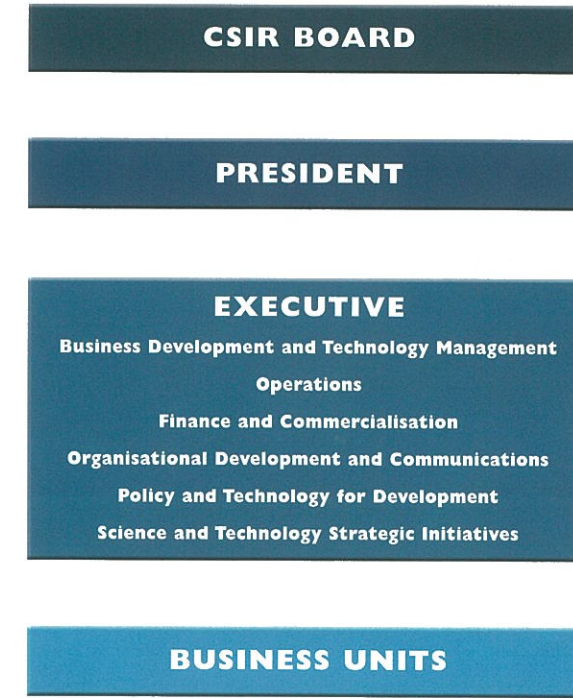 CSIR BOARD
PRESIDENT
EXECUTIVE
Business Development and Technology Management
Operations
Finance and Commercialisation
Organisational Development and Communications
Policy and Technology for Development
Science and Technology Strategic Initiatives
BUSINESS UNITS